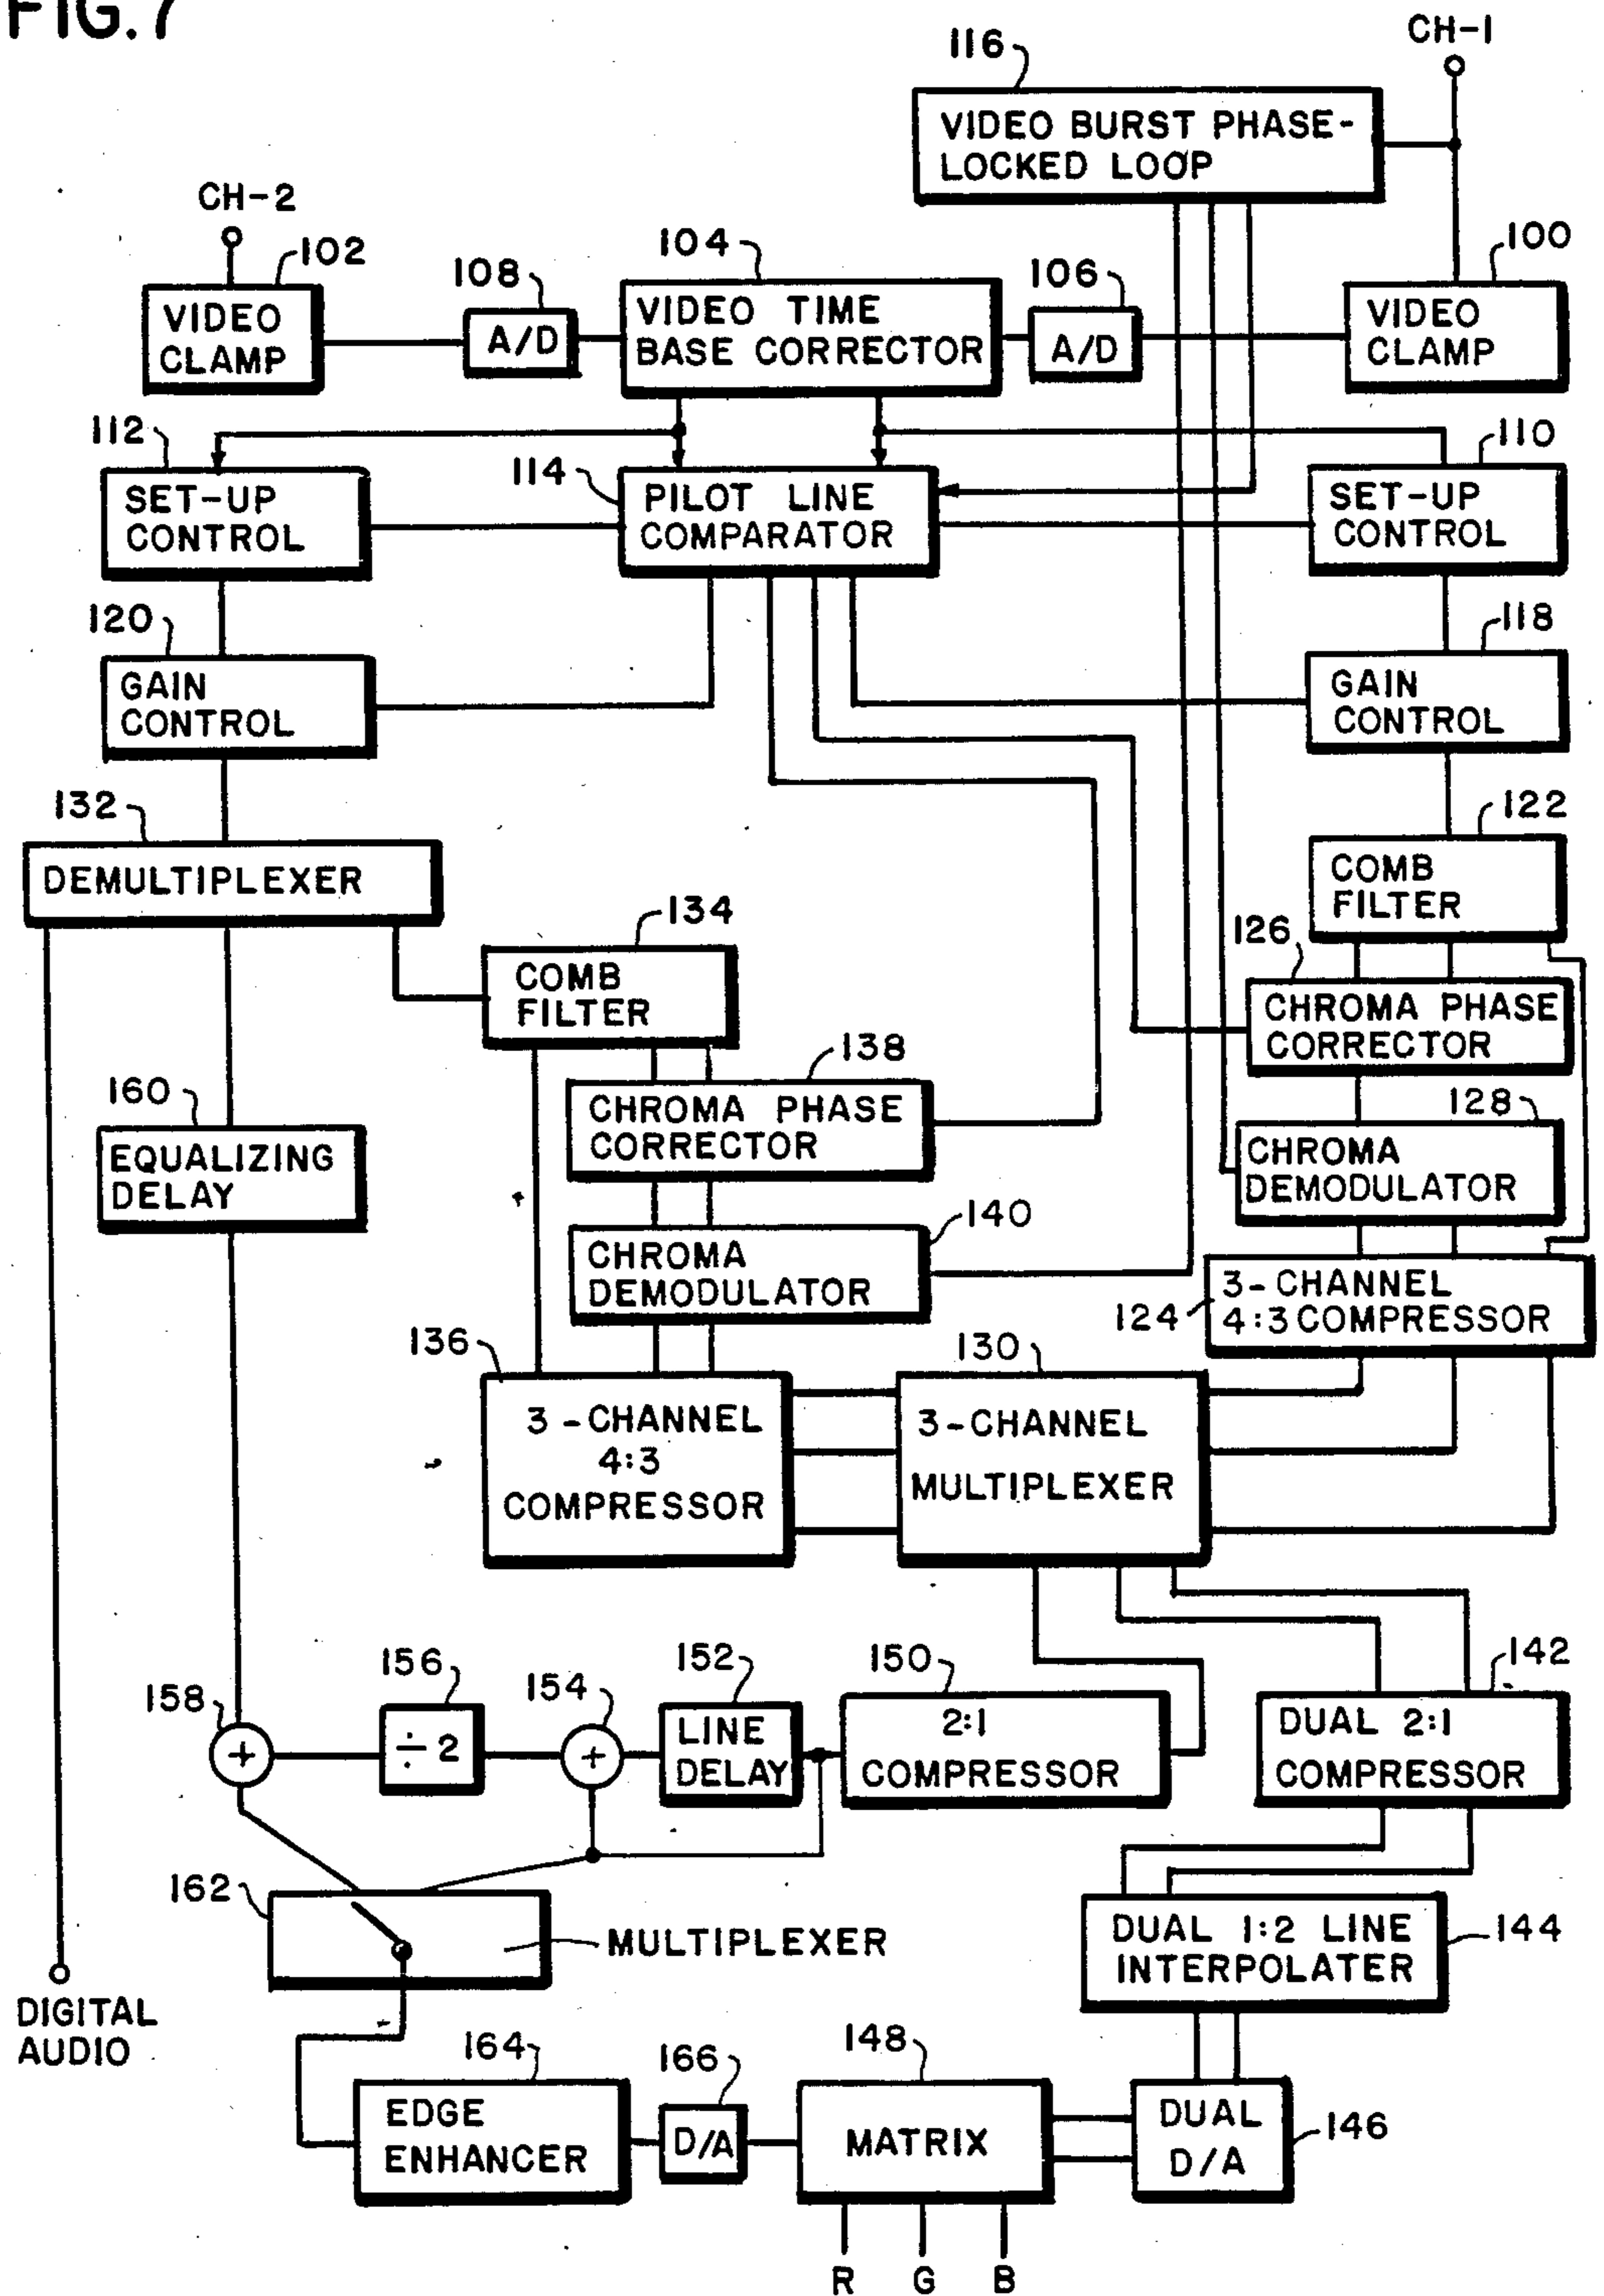 FIG. 7
CH-1
116
VIDEO BURST PHASE-
LOCKED LOOP
CH-2
102
VIDEO
CLAMP
108
A/D
104
VIDEO TIME
BASE CORRECTOR
106
A/D
100
VIDEO
CLAMP
112
SET-UP
CONTROL
114
PILOT LINE
COMPARATOR
110
SET-UP
CONTROL
120
GAIN
CONTROL
118
GAIN
CONTROL
132
DEMULTIPLEXER
122
COMB
FILTER
134
COMB
FILTER
126
CHROMA PHASE
CORRECTOR
138
CHROMA PHASE
CORRECTOR
160
EQUALIZING
DELAY
128
CHROMA
DEMODULATOR
140
CHROMA
DEMODULATOR
124
3-CHANNEL
4:3 COMPRESSOR
136
3-CHANNEL
4:3
COMPRESSOR
130
3-CHANNEL
MULTIPLEXER
158
+
156
÷ 2
154
+
152
LINE
DELAY
150
2:1
COMPRESSOR
142
DUAL 2:1
COMPRESSOR
162
MULTIPLEXER
DUAL 1:2 LINE
INTERPOLATER
144
DIGITAL
AUDIO
164
EDGE
ENHANCER
166
D/A
148
MATRIX
DUAL
D/A
146
R G B